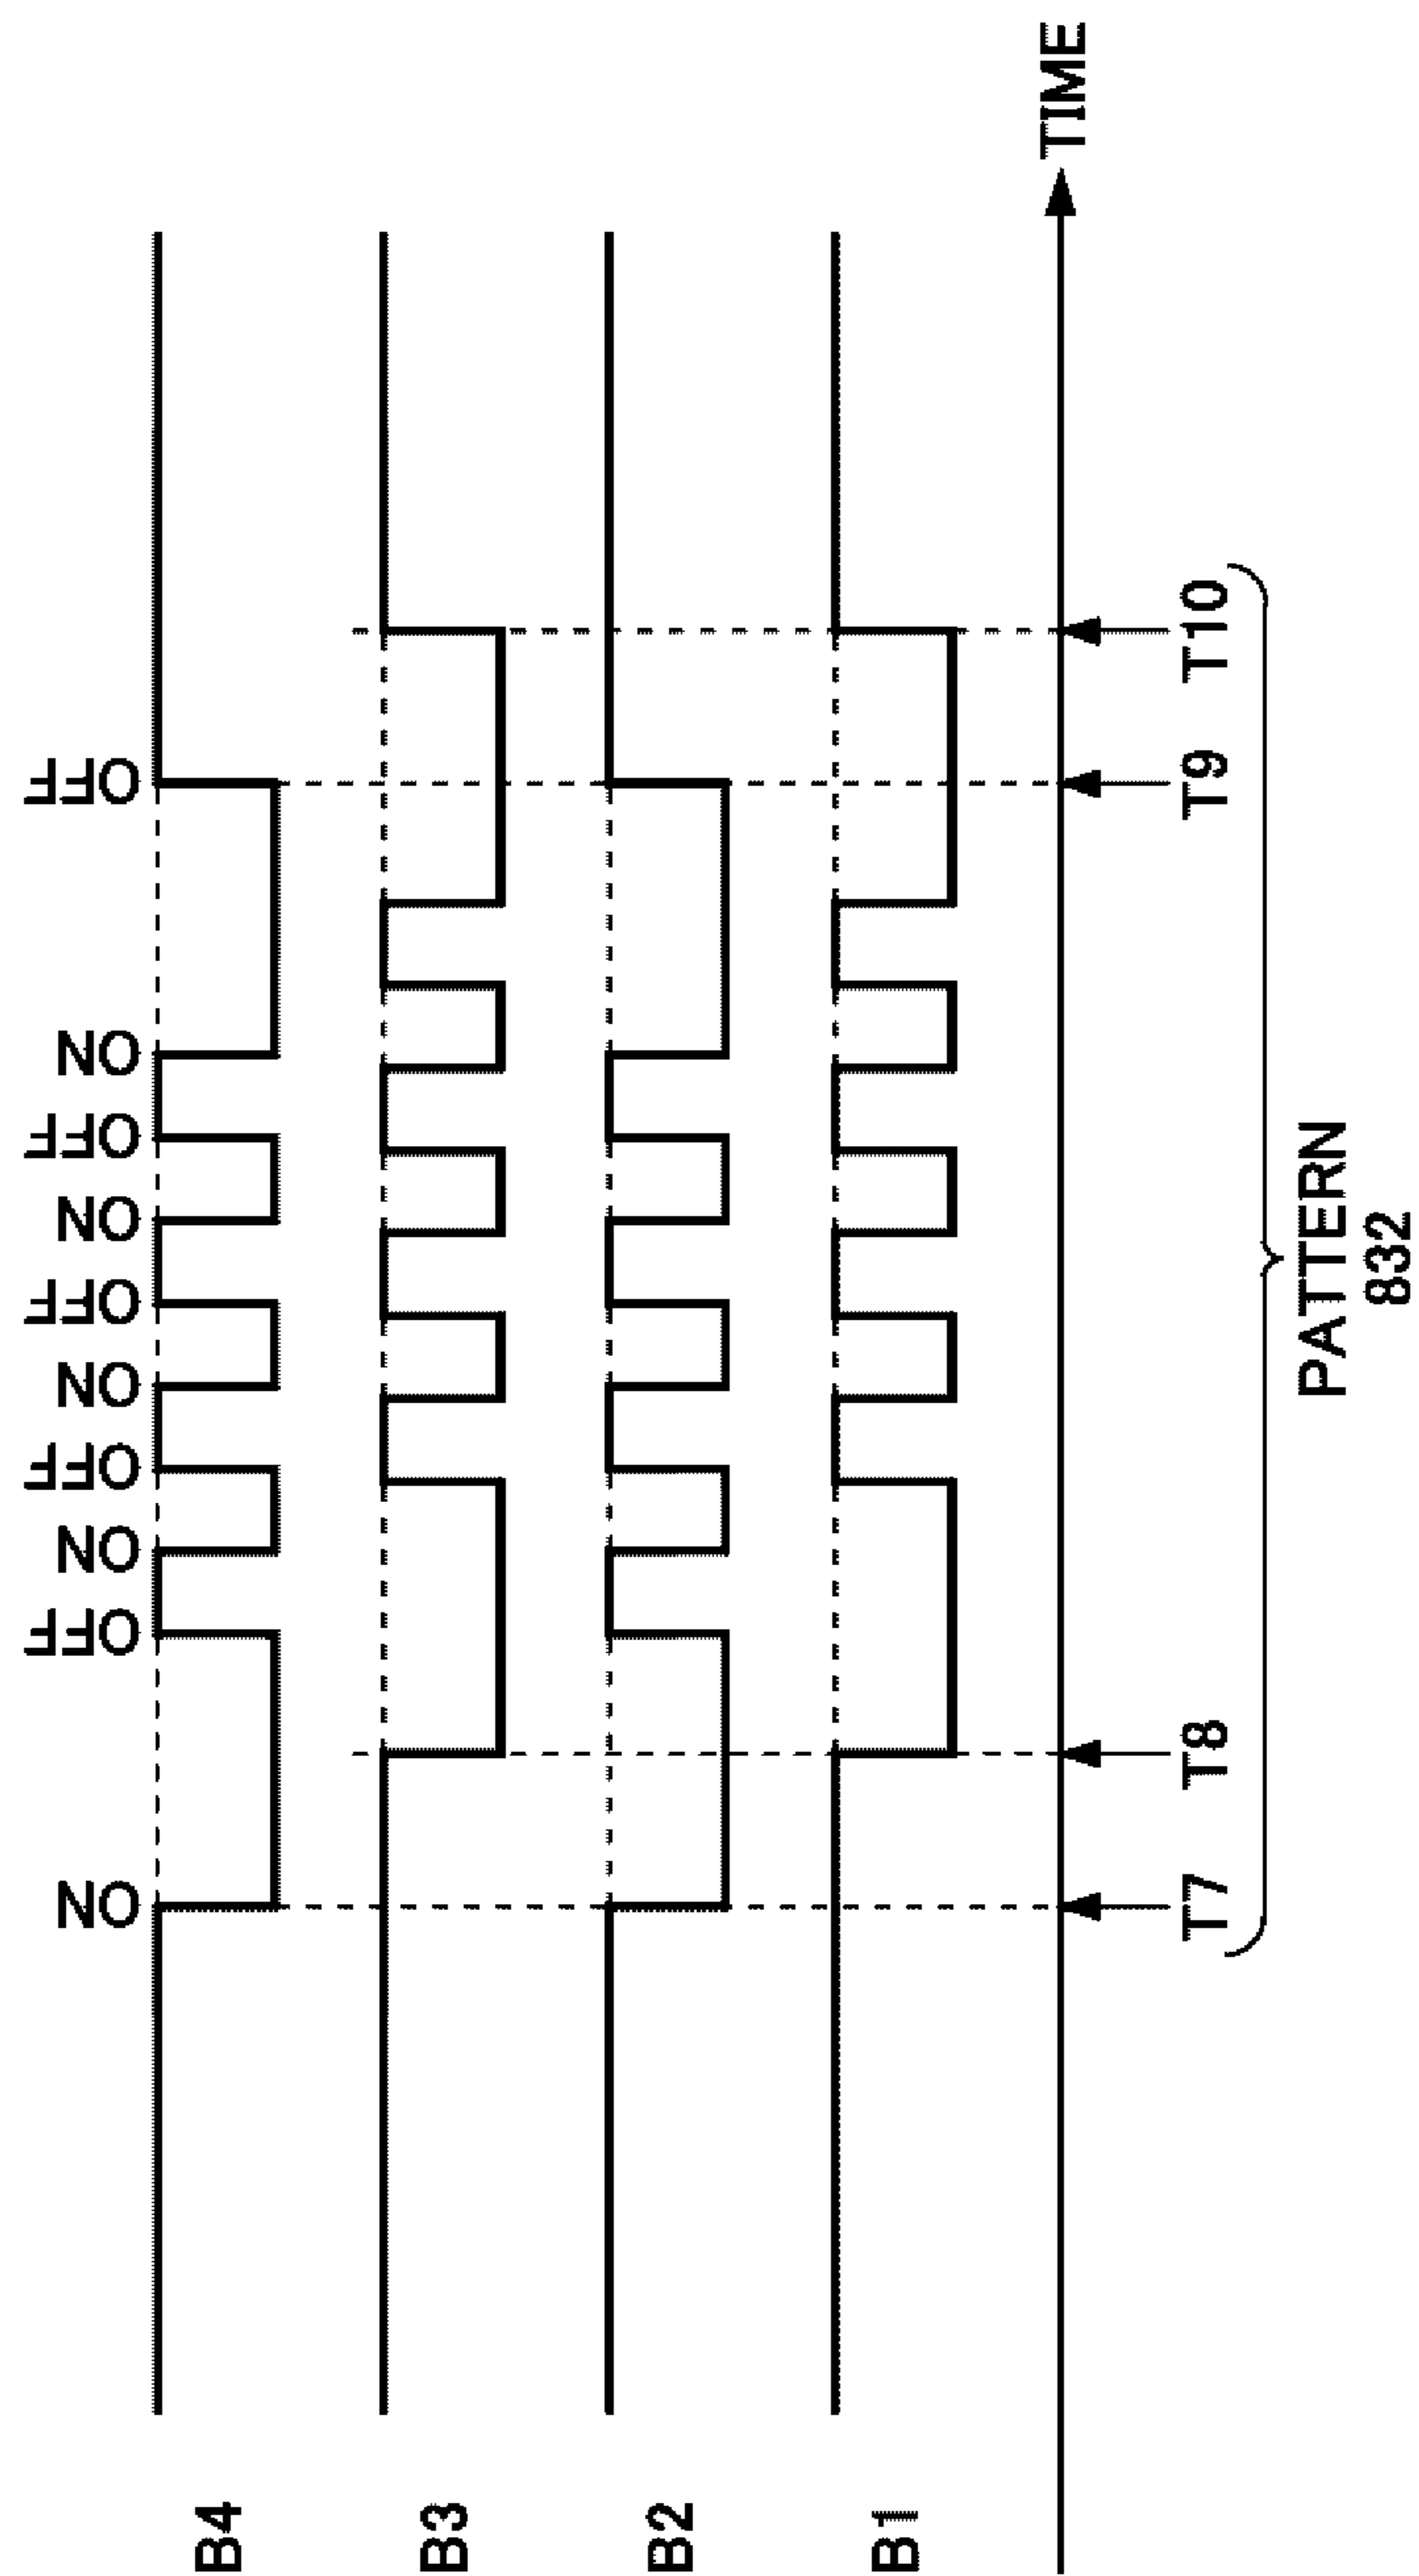 ON OFF ON OFF ON OFF ON OFF ON OFF
B4
B3
B2
B1
TIME
T7 T8 T9 T10
PATTERN
832